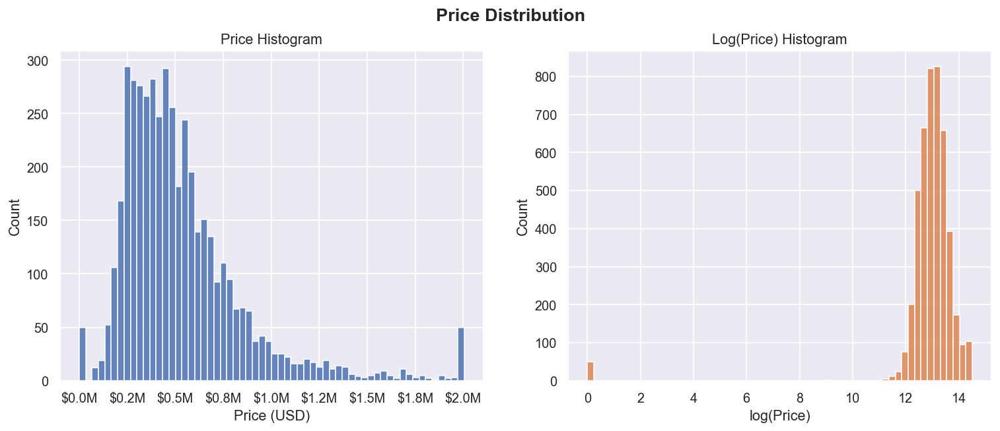 Price Distribution
Price Histogram
300
250
200
150
100
50
0
Count
$0.0M $0.2M $0.5M $0.8M $1.0M $1.2M $1.5M $1.8M $2.0M
Price (USD)
Log(Price) Histogram
800
700
600
500
400
300
200
100
0
Count
0 2 4 6 8 10 12 14
log(Price)